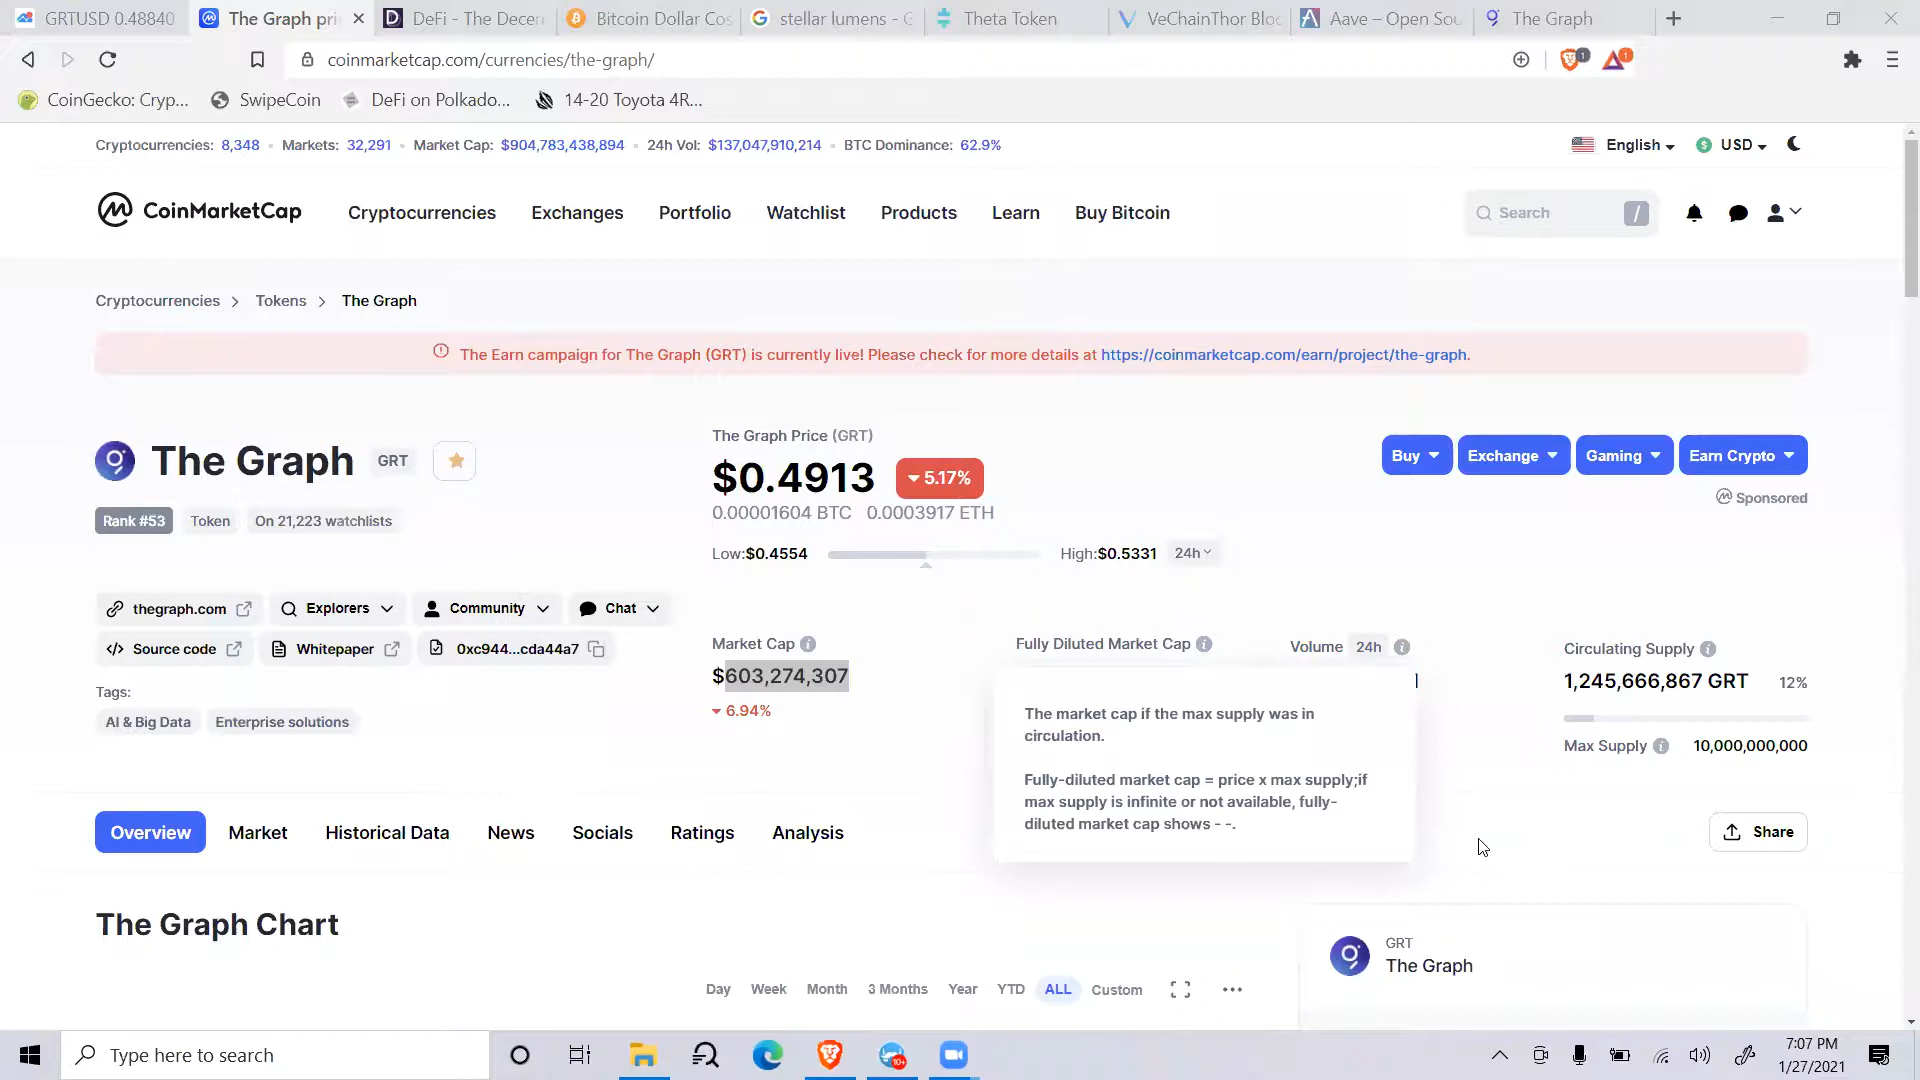 GRTUSD 0.48840
The Graph pri
DeFi - The Decen
Bitcoin Dollar Cos
stellar lumens - G
Theta Token
VeChainThor Bloc
Aave – Open Sou
The Graph
coinmarketcap.com/currencies/the-graph/
1
1
CoinGecko: Cryp...
SwipeCoin
DeFi on Polkado...
14-20 Toyota 4R...
Cryptocurrencies: 8,348
Markets: 32,291
Market Cap: $904,783,438,894
24h Vol: $137,047,910,214
BTC Dominance: 62.9%
English
USD
CoinMarketCap
Cryptocurrencies
Exchanges
Portfolio
Watchlist
Products
Learn
Buy Bitcoin
Search
/
Cryptocurrencies > Tokens > The Graph
The Earn campaign for The Graph (GRT) is currently live! Please check for more details at https://coinmarketcap.com/earn/project/the-graph.
The Graph
GRT
Rank #53
Token
On 21,223 watchlists
The Graph Price (GRT)
$0.4913
5.17%
0.00001604 BTC
0.0003917 ETH
Low:$0.4554
High:$0.5331
24h
Buy
Exchange
Gaming
Earn Crypto
Sponsored
thegraph.com
Explorers
Community
Chat
Source code
Whitepaper
0xc944...cda44a7
Tags:
AI & Big Data
Enterprise solutions
Market Cap
$603,274,307
6.94%
Fully Diluted Market Cap
The market cap if the max supply was in
circulation.
Fully-diluted market cap = price x max supply;if
max supply is infinite or not available, fully-
diluted market cap shows - -.
Volume
24h
Circulating Supply
1,245,666,867 GRT
12%
Max Supply
10,000,000,000
Overview
Market
Historical Data
News
Socials
Ratings
Analysis
Share
The Graph Chart
Day
Week
Month
3 Months
Year
YTD
ALL
Custom
GRT
The Graph
Type here to search
10+
7:07 PM
1/27/2021